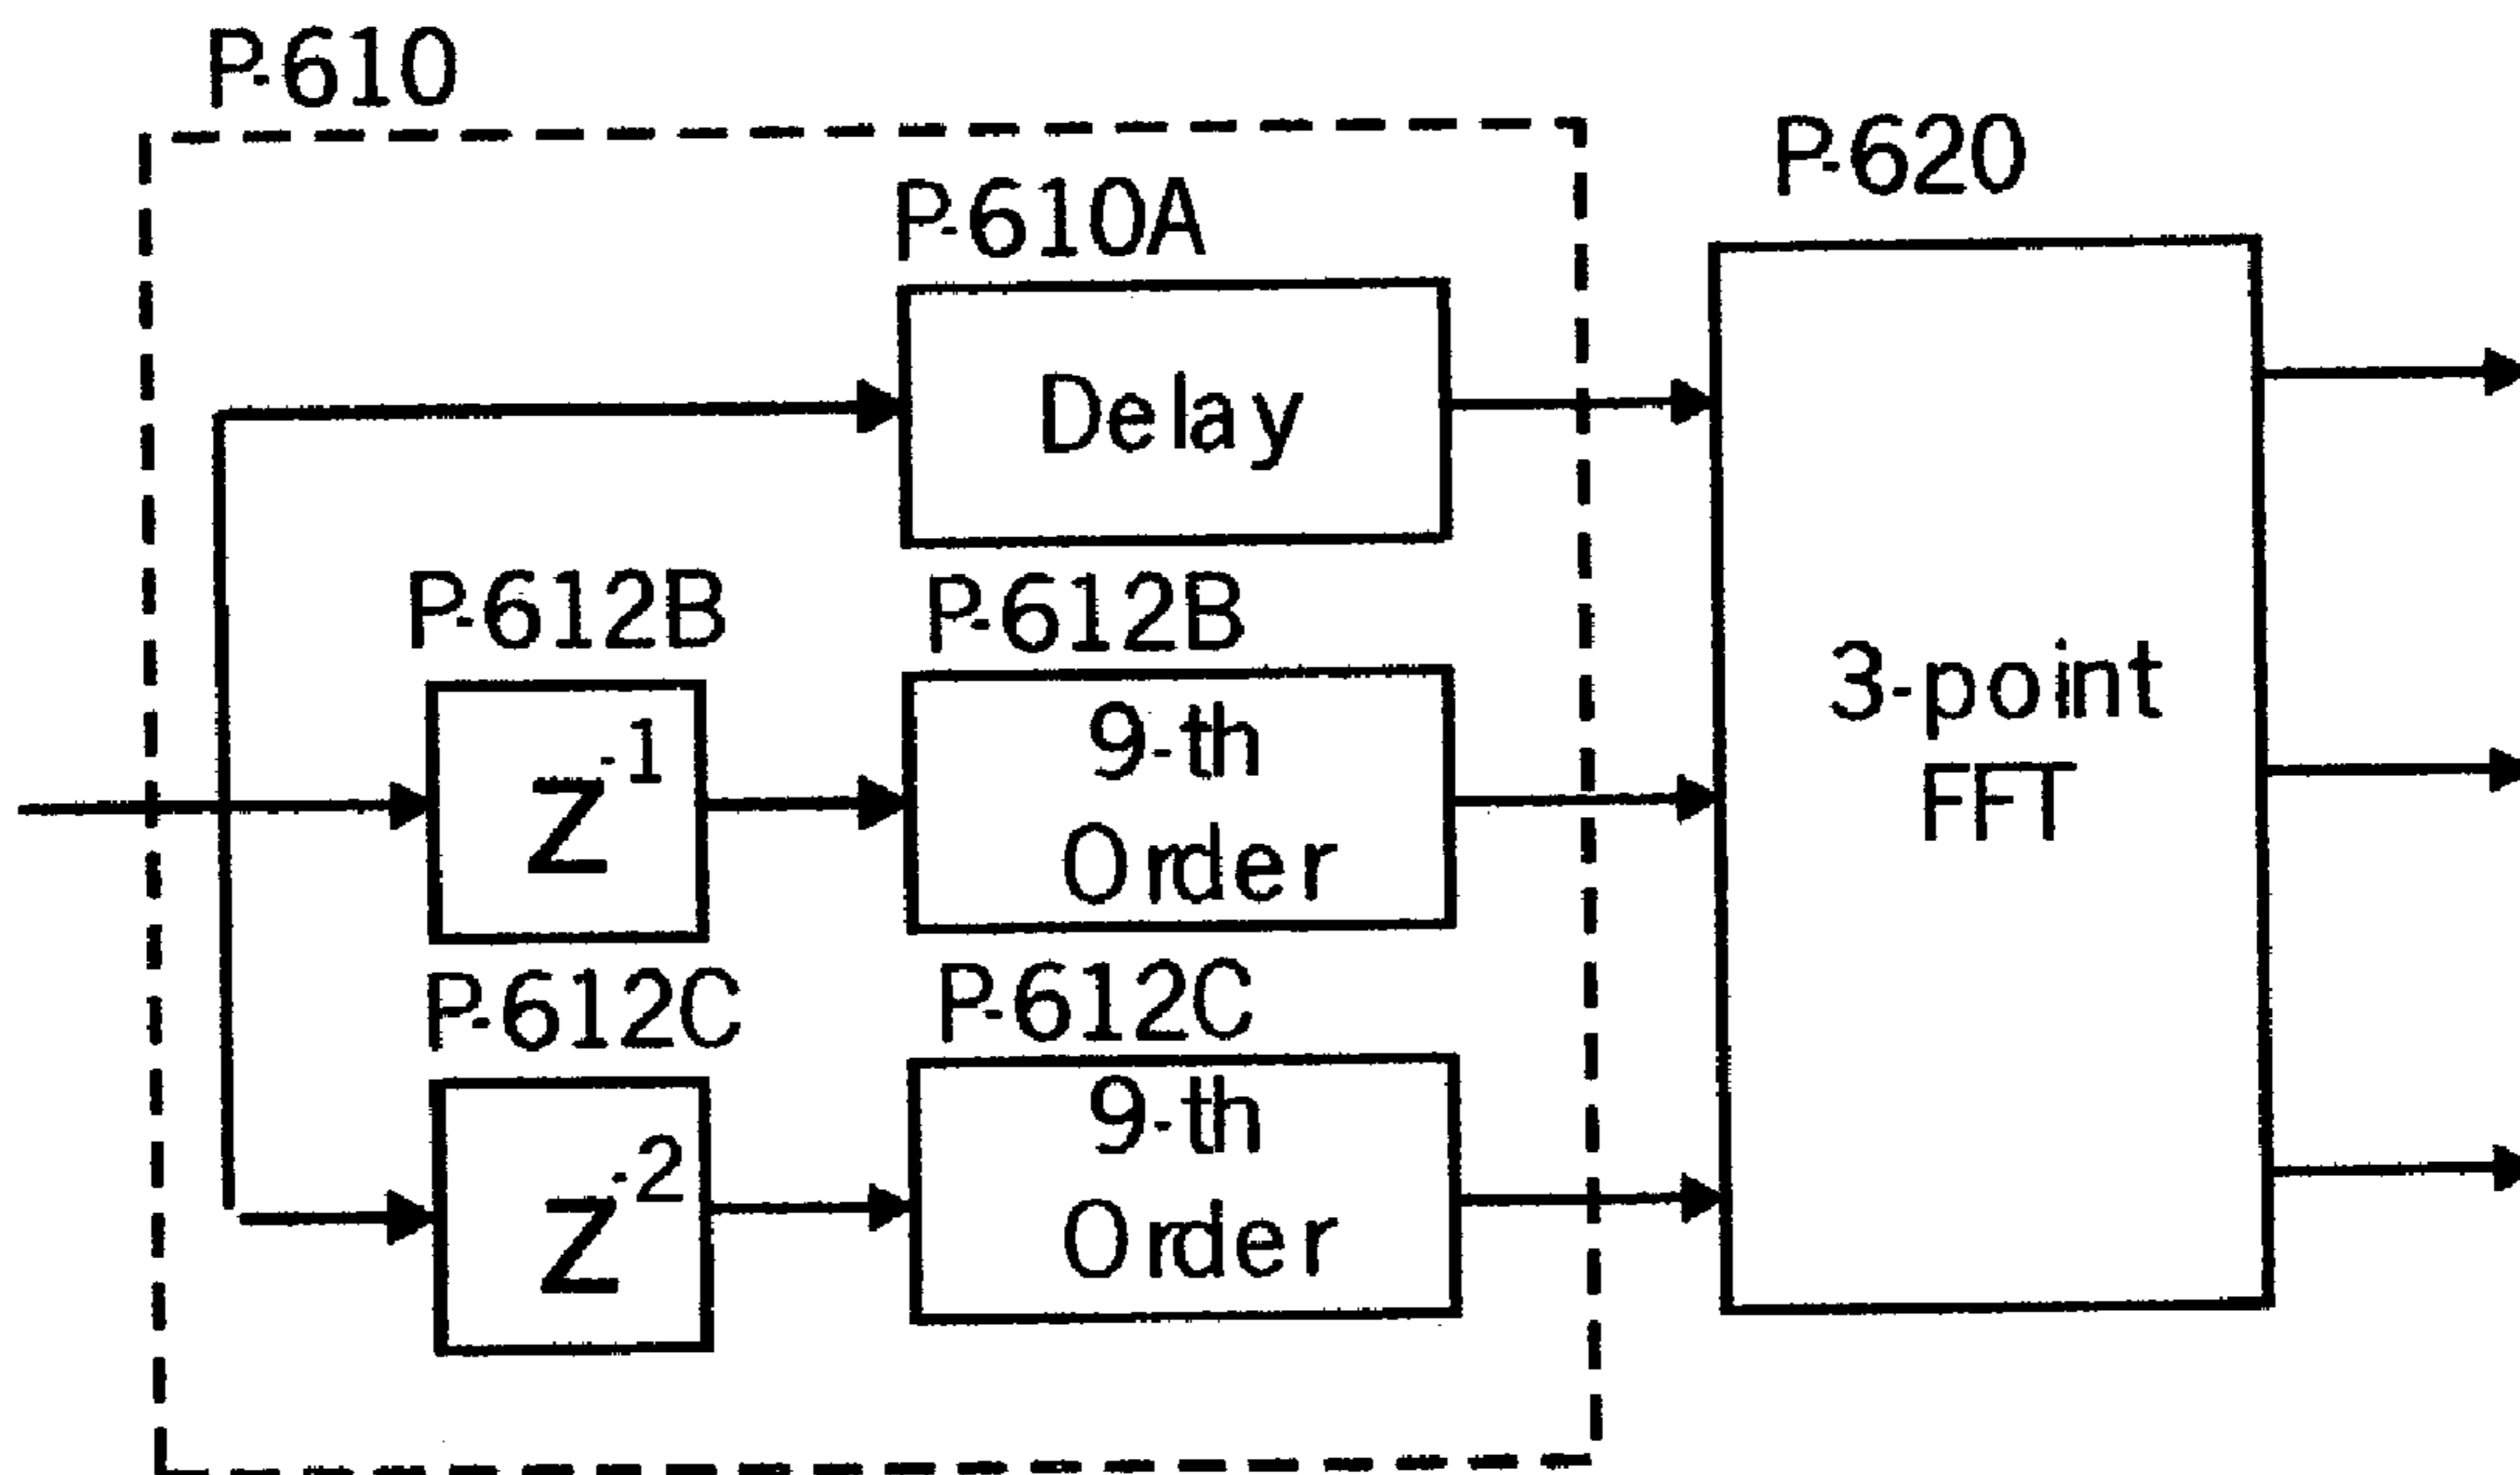 P-610
P-620
P-610A
Delay
P-612B
P-612B
Z-1
9-th
Order
3-point
FFT
P-612C
P-612C
Z-2
9-th
Order